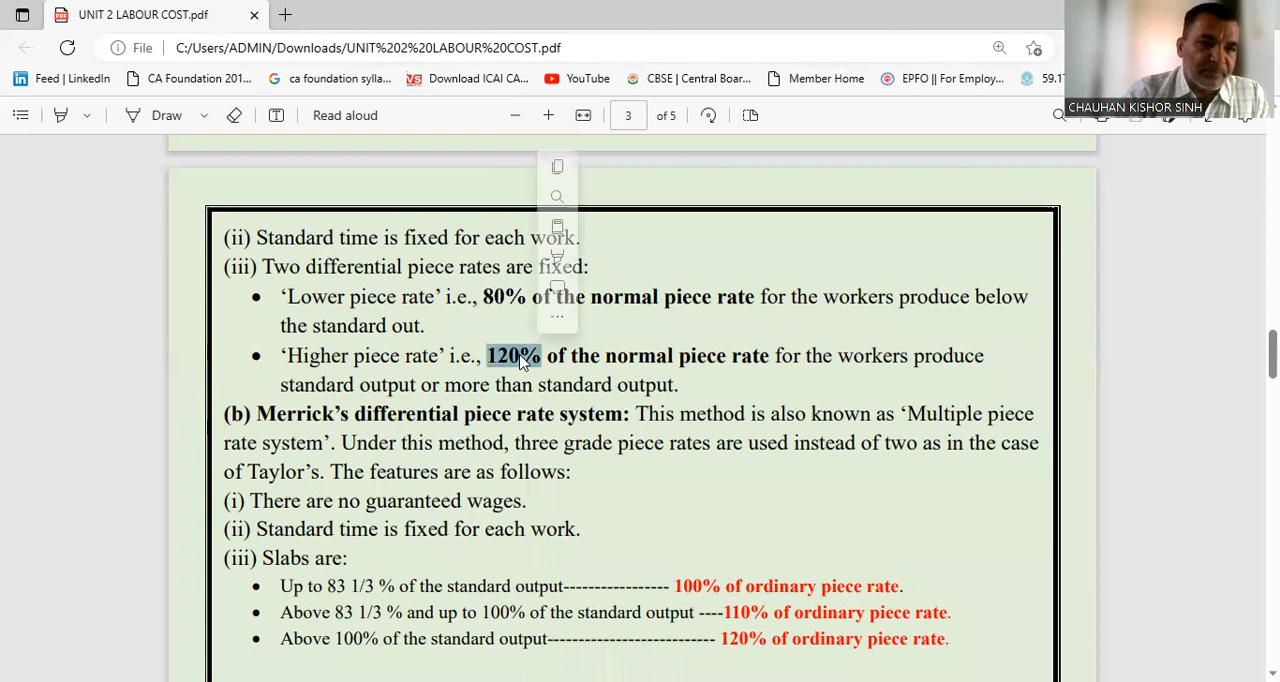 UNIT 2 LABOUR COST.pdf
File
C:/Users/ADMIN/Downloads/UNIT%202%20LABOUR%20COST.pdf
Feed | LinkedIn
CA Foundation 201...
ca foundation sylla...
Download ICAI CA...
YouTube
CBSE | Central Boar...
Member Home
EPFO || For Employ...
59.1
CHAUHAN KISHOR SINH
Draw
Read aloud
3
of 5
(ii) Standard time is fixed for each work.
(iii) Two differential piece rates are fixed:
• ‘Lower piece rate’ i.e., 80% of the normal piece rate for the workers produce below
the standard out.
• ‘Higher piece rate’ i.e., 120% of the normal piece rate for the workers produce
standard output or more than standard output.
(b) Merrick’s differential piece rate system: This method is also known as ‘Multiple piece
rate system’. Under this method, three grade piece rates are used instead of two as in the case
of Taylor’s. The features are as follows:
(i) There are no guaranteed wages.
(ii) Standard time is fixed for each work.
(iii) Slabs are:
• Up to 83 1/3 % of the standard output----------------- 100% of ordinary piece rate.
• Above 83 1/3 % and up to 100% of the standard output ----110% of ordinary piece rate.
• Above 100% of the standard output--------------------------- 120% of ordinary piece rate.